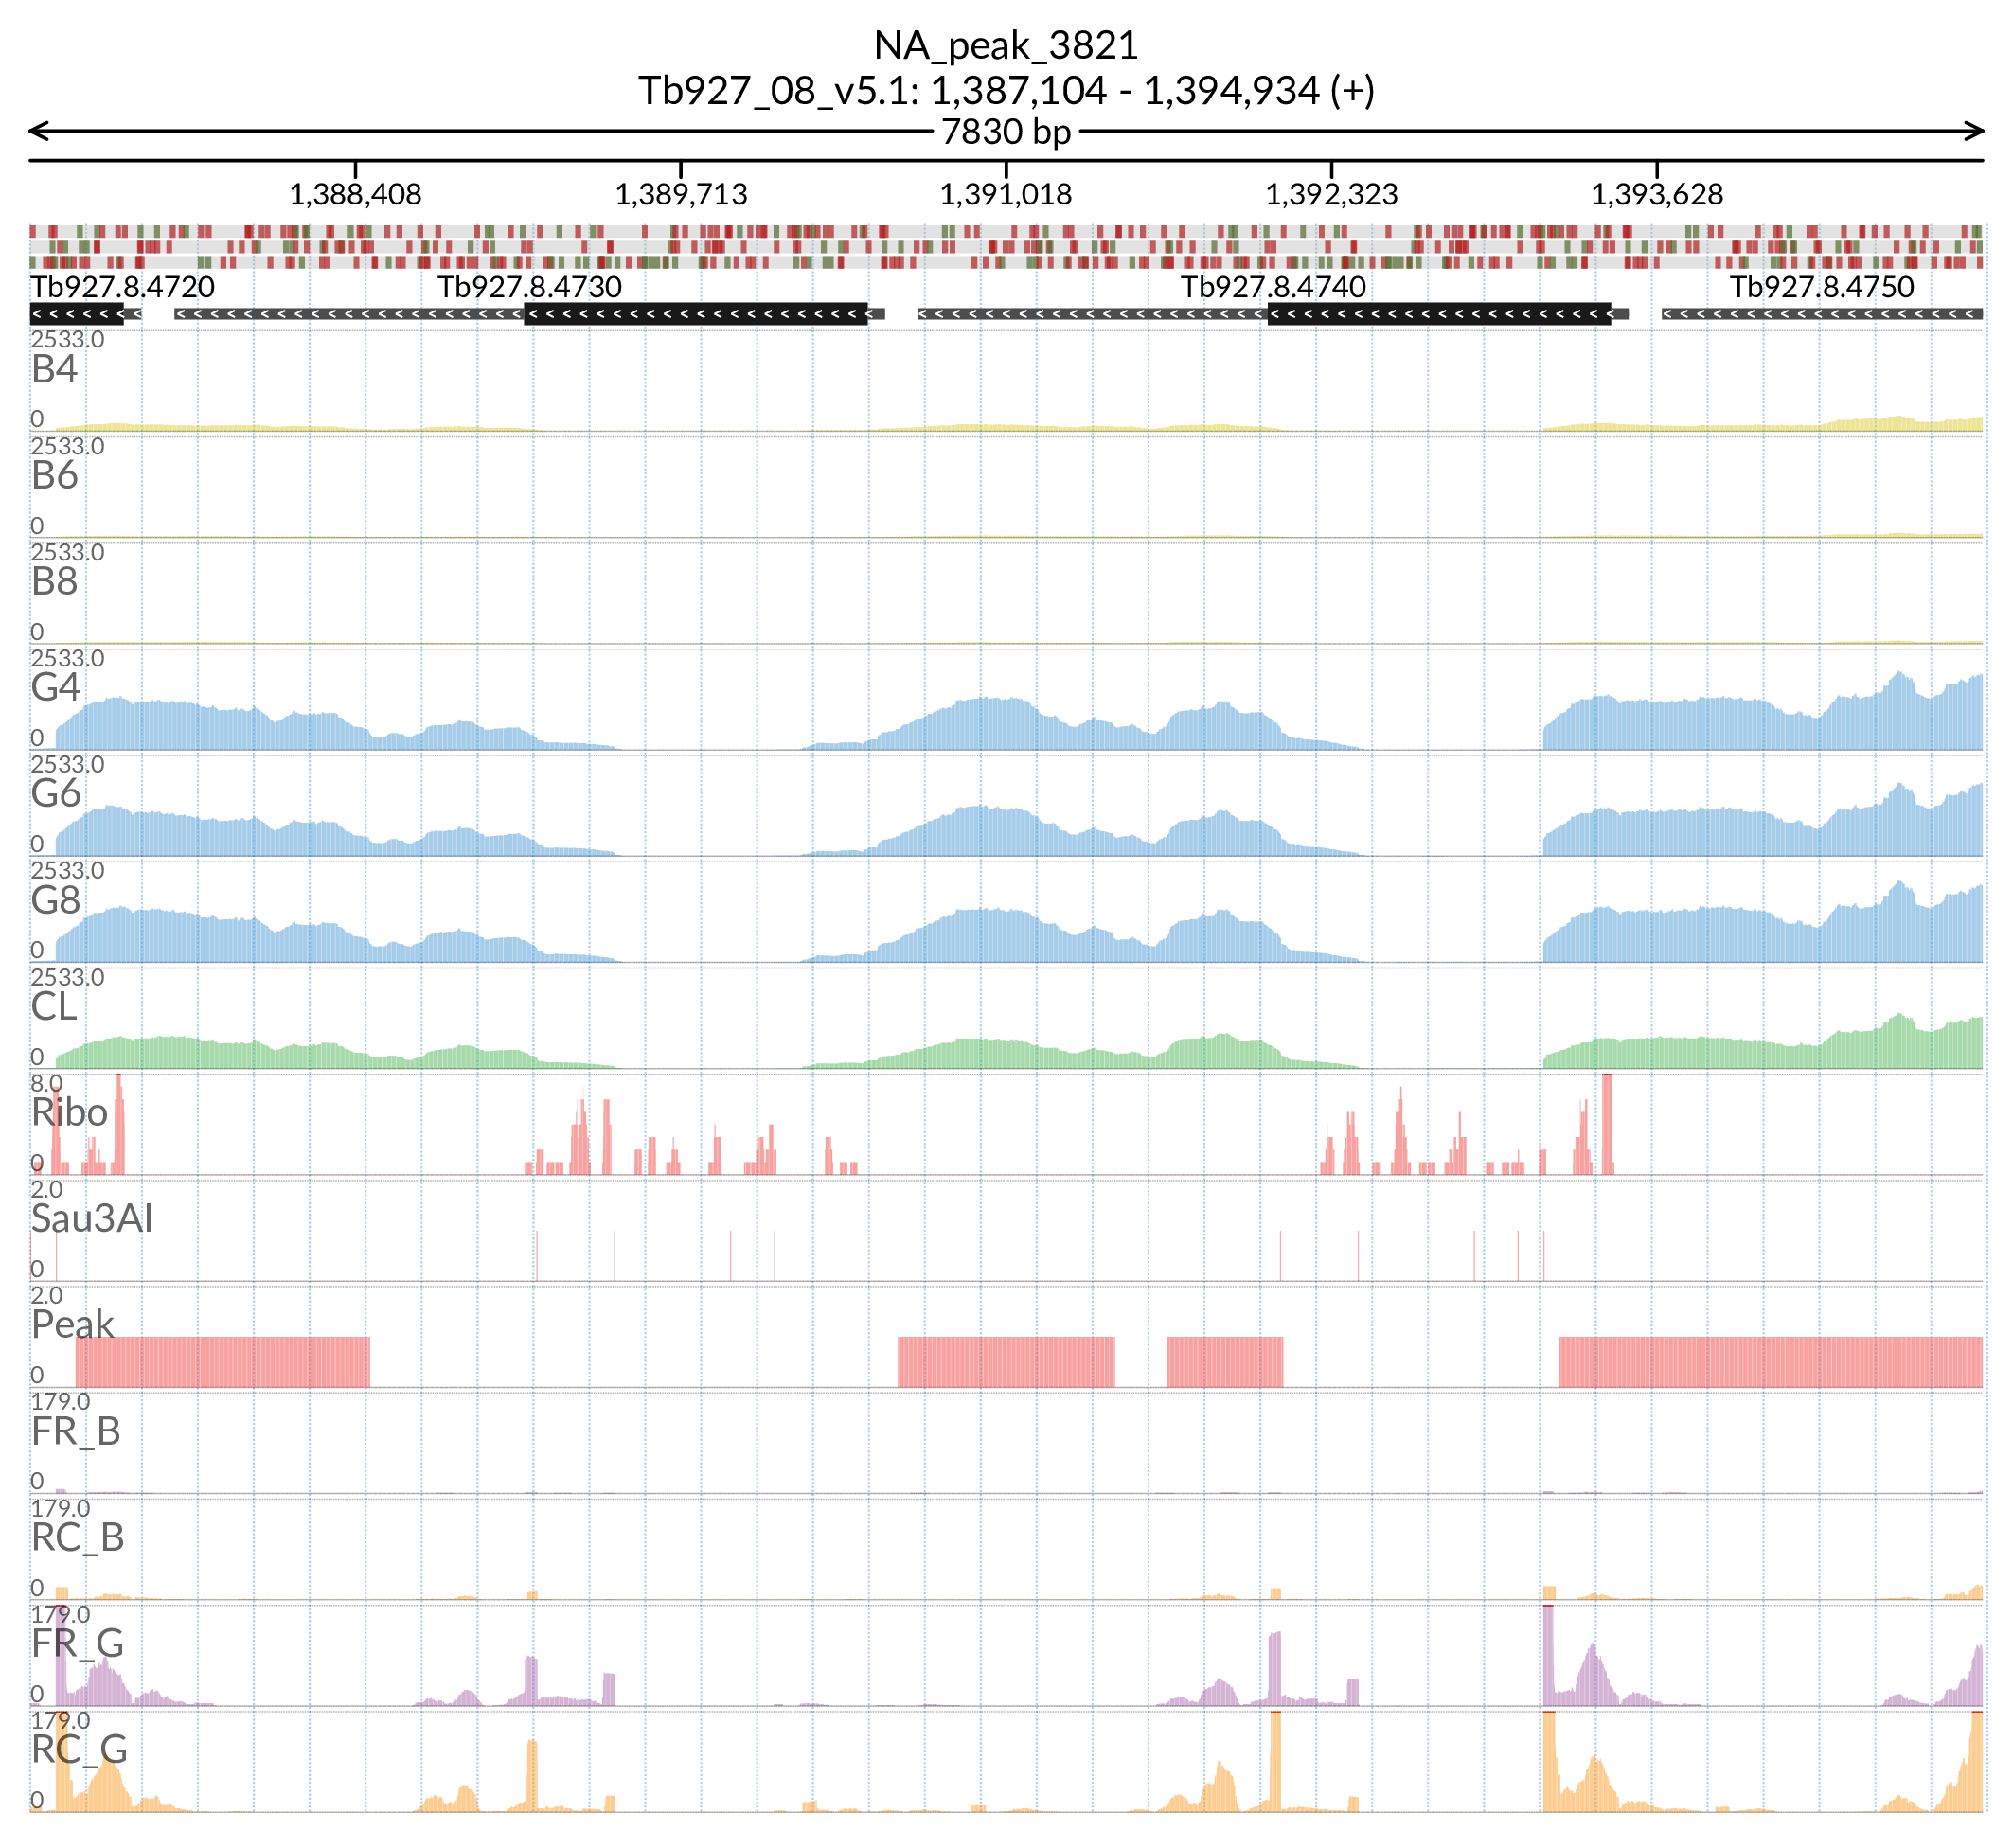 NA_peak_3821
Tb927_08_v5.1: 1,387,104 - 1,394,934 (+)
7830 bp
1,388,408 1,389,713 1,391,018 1,392,323 1,393,628
Tb927.8.4720 Tb927.8.4730 Tb927.8.4740 Tb927.8.4750
2533.0
B4
0
2533.0
B6
0
2533.0
B8
0
2533.0
G4
0
2533.0
G6
0
2533.0
G8
0
2533.0
CL
0
8.0
Ribo
0
2.0
Sau3AI
0
2.0
Peak
0
179.0
FR_B
0
179.0
RC_B
0
179.0
FR_G
0
179.0
RC_G
0